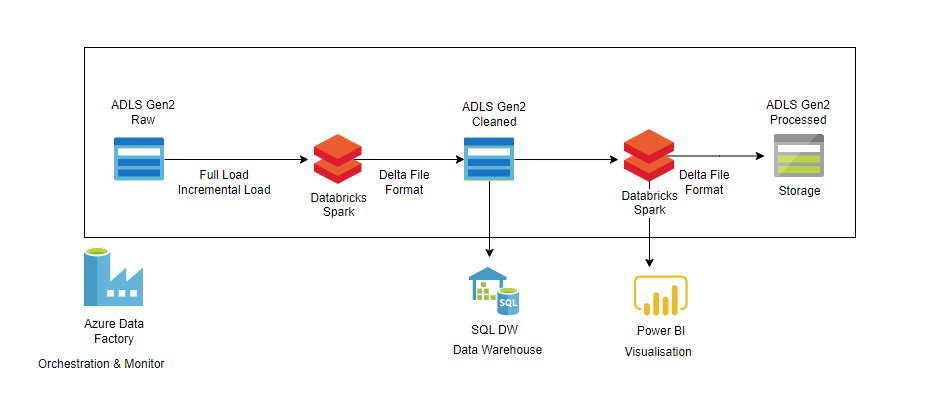 ADLS Gen2
Raw
ADLS Gen2
Cleaned
ADLS Gen2
Processed
Full Load
Incremental Load
Databricks
Spark
Delta File
Format
Databricks
Spark
Delta File
Format
Storage
Azure Data
Factory
Orchestration & Monitor
SQL
SQL DW
Data Warehouse
Power BI
Visualisation